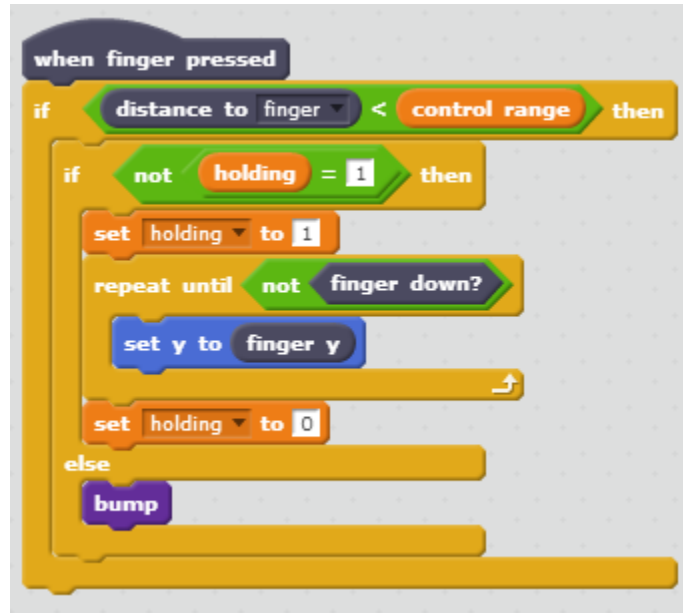 when finger pressed
if distance to finger < control range then
if not holding = 1 then
set holding to 1
repeat until not finger down?
set y to finger y
set holding to 0
else
bump